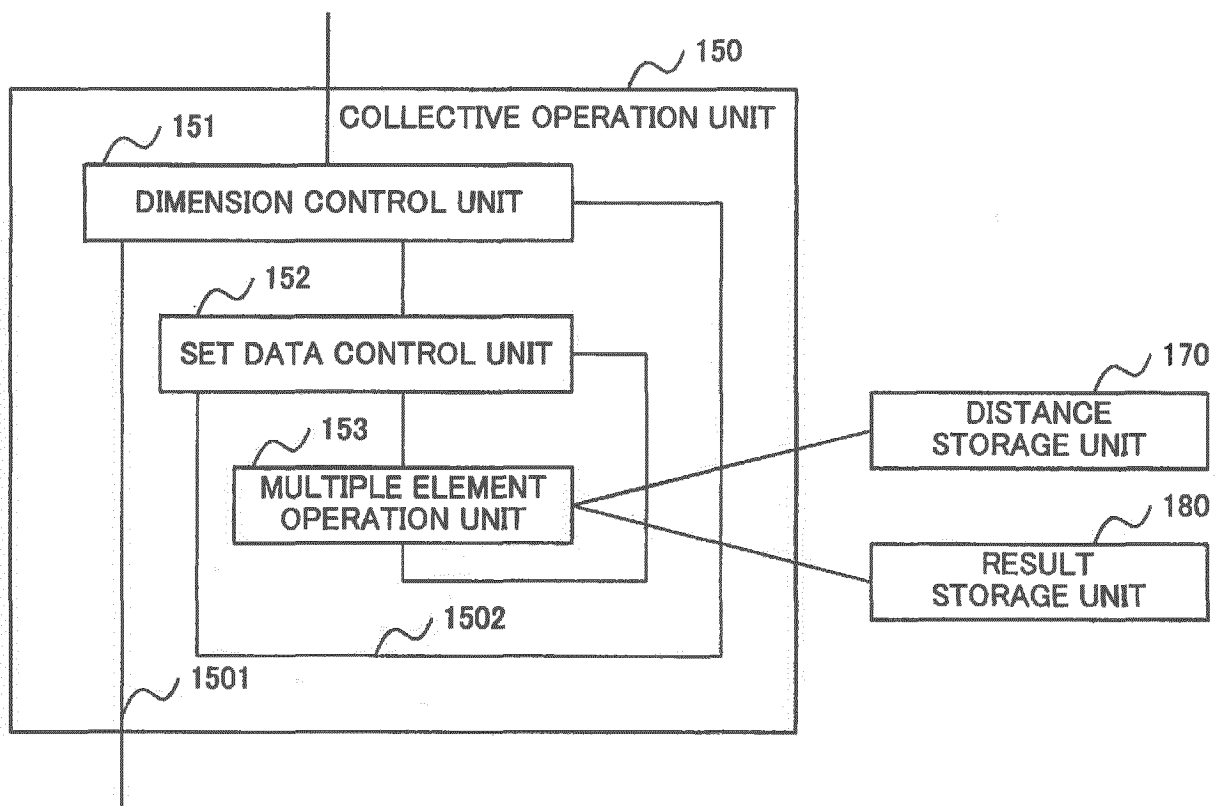 150
COLLECTIVE OPERATION UNIT
151
DIMENSION CONTROL UNIT
152
SET DATA CONTROL UNIT
153
MULTIPLE ELEMENT
OPERATION UNIT
170
DISTANCE
STORAGE UNIT
180
RESULT
STORAGE UNIT
1502
1501